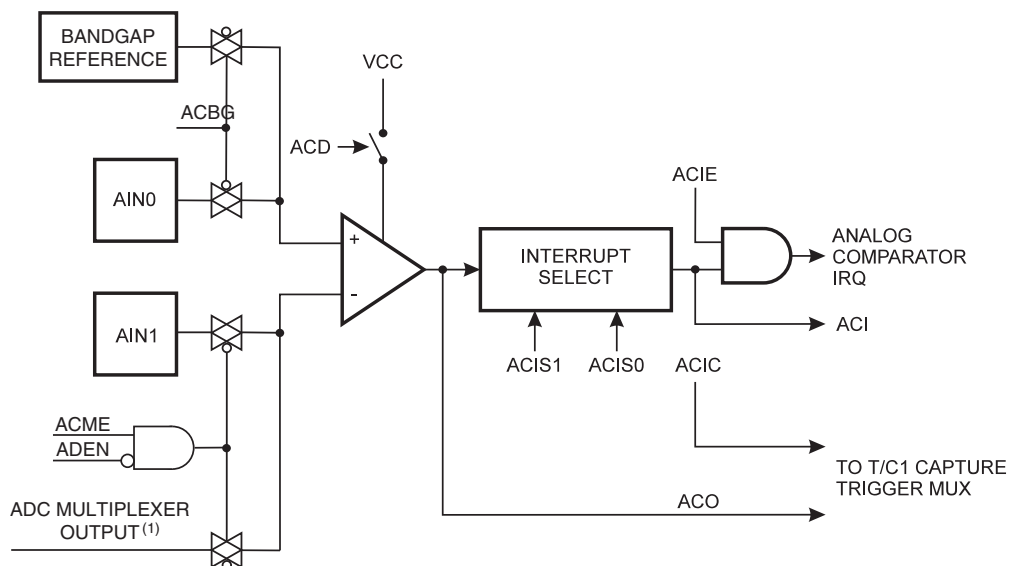 BANDGAP
REFERENCE
ACBG
VCC
ACD
AIN0
+
-
INTERRUPT
SELECT
ACIS1
ACIS0
ACIE
ANALOG
COMPARATOR
IRQ
ACI
AIN1
ACIC
ACME
ADEN
TO T/C1 CAPTURE
TRIGGER MUX
ACO
ADC MULTIPLEXER
OUTPUT(1)